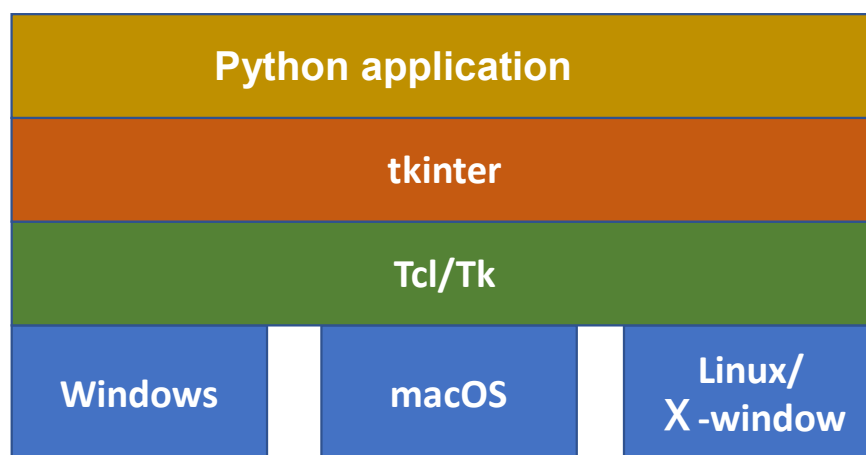 Python application
tkinter
Tcl/Tk
Windows
macOS
Linux/
X -window